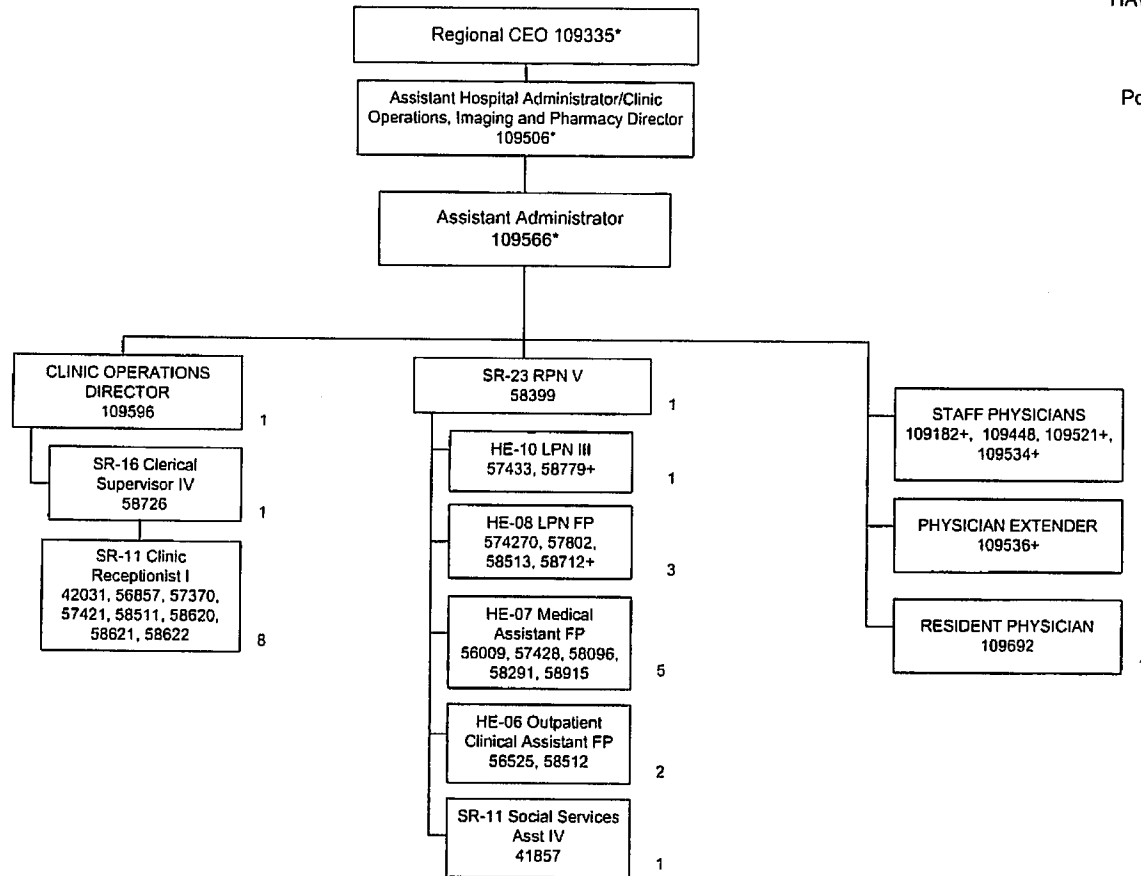 HAW
Regional CEO 109335*
Po
Assistant Hospital Administrator/Clinic
Operations, Imaging and Pharmacy Director
109506*
Assistant Administrator
109566*
CLINIC OPERATIONS
DIRECTOR
109596
1
SR-16 Clerical
Supervisor IV
58726
1
SR-11 Clinic
Receptionist I
42031, 56857, 57370,
57421, 58511, 58620,
58621, 58622
8
SR-23 RPN V
58399
1
HE-10 LPN III
57433, 58779+
1
HE-08 LPN FP
574270, 57802,
58513, 58712+
3
HE-07 Medical
Assistant FP
56009, 57428, 58096,
58291, 58915
5
HE-06 Outpatient
Clinical Assistant FP
56525, 58512
2
SR-11 Social Services
Asst IV
41857
1
STAFF PHYSICIANS
109182+, 109448, 109521+,
109534+
PHYSICIAN EXTENDER
109536+
RESIDENT PHYSICIAN
109692